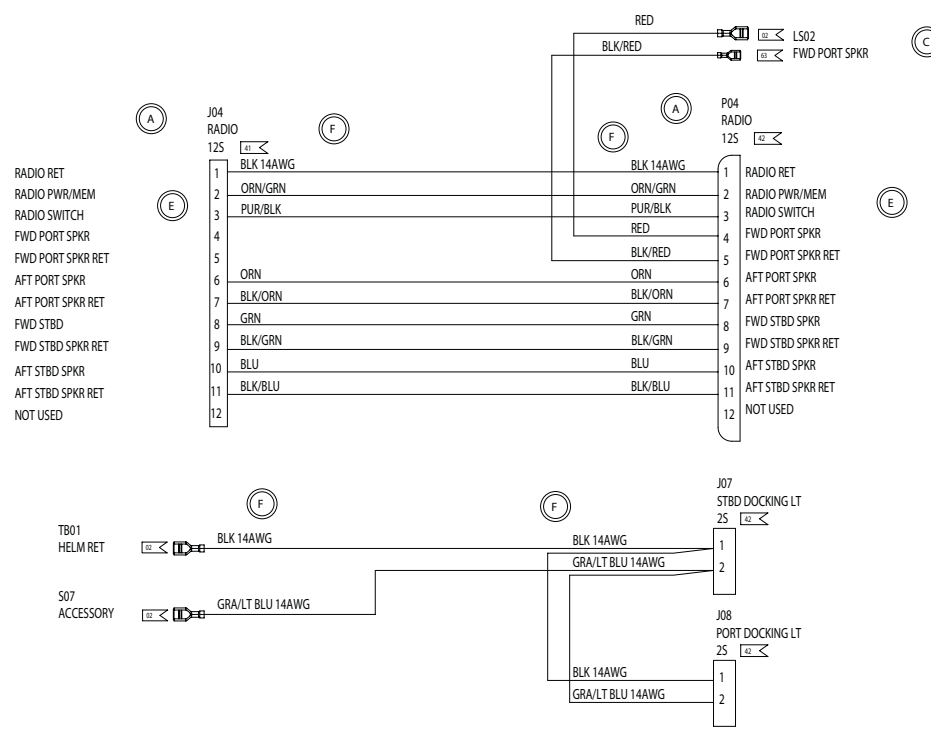 RED
02
LS02
C
BLK/RED
63
FWD PORT SPKR
A
J04
RADIO
12S
41
F
A
P04
RADIO
12S
42
F
RADIO RET
1
BLK 14AWG
BLK 14AWG
1
RADIO RET
RADIO PWR/MEM
2
ORN/GRN
ORN/GRN
2
RADIO PWR/MEM
RADIO SWITCH
E
3
PUR/BLK
PUR/BLK
3
RADIO SWITCH
E
FWD PORT SPKR
4
RED
4
FWD PORT SPKR
FWD PORT SPKR RET
5
BLK/RED
5
FWD PORT SPKR RET
AFT PORT SPKR
6
ORN
ORN
6
AFT PORT SPKR
AFT PORT SPKR RET
7
BLK/ORN
BLK/ORN
7
AFT PORT SPKR RET
FWD STBD
8
GRN
GRN
8
FWD STBD SPKR
FWD STBD SPKR RET
9
BLK/GRN
BLK/GRN
9
FWD STBD SPKR RET
AFT STBD SPKR
10
BLU
BLU
10
AFT STBD SPKR
AFT STBD SPKR RET
11
BLK/BLU
BLK/BLU
11
AFT STBD SPKR RET
NOT USED
12
12
NOT USED
F
F
J07
STBD DOCKING LT
2S
42
TB01
HELM RET
02
BLK 14AWG
BLK 14AWG
1
GRA/LT BLU 14AWG
2
S07
ACCESSORY
02
GRA/LT BLU 14AWG
J08
PORT DOCKING LT
2S
42
BLK 14AWG
1
GRA/LT BLU 14AWG
2